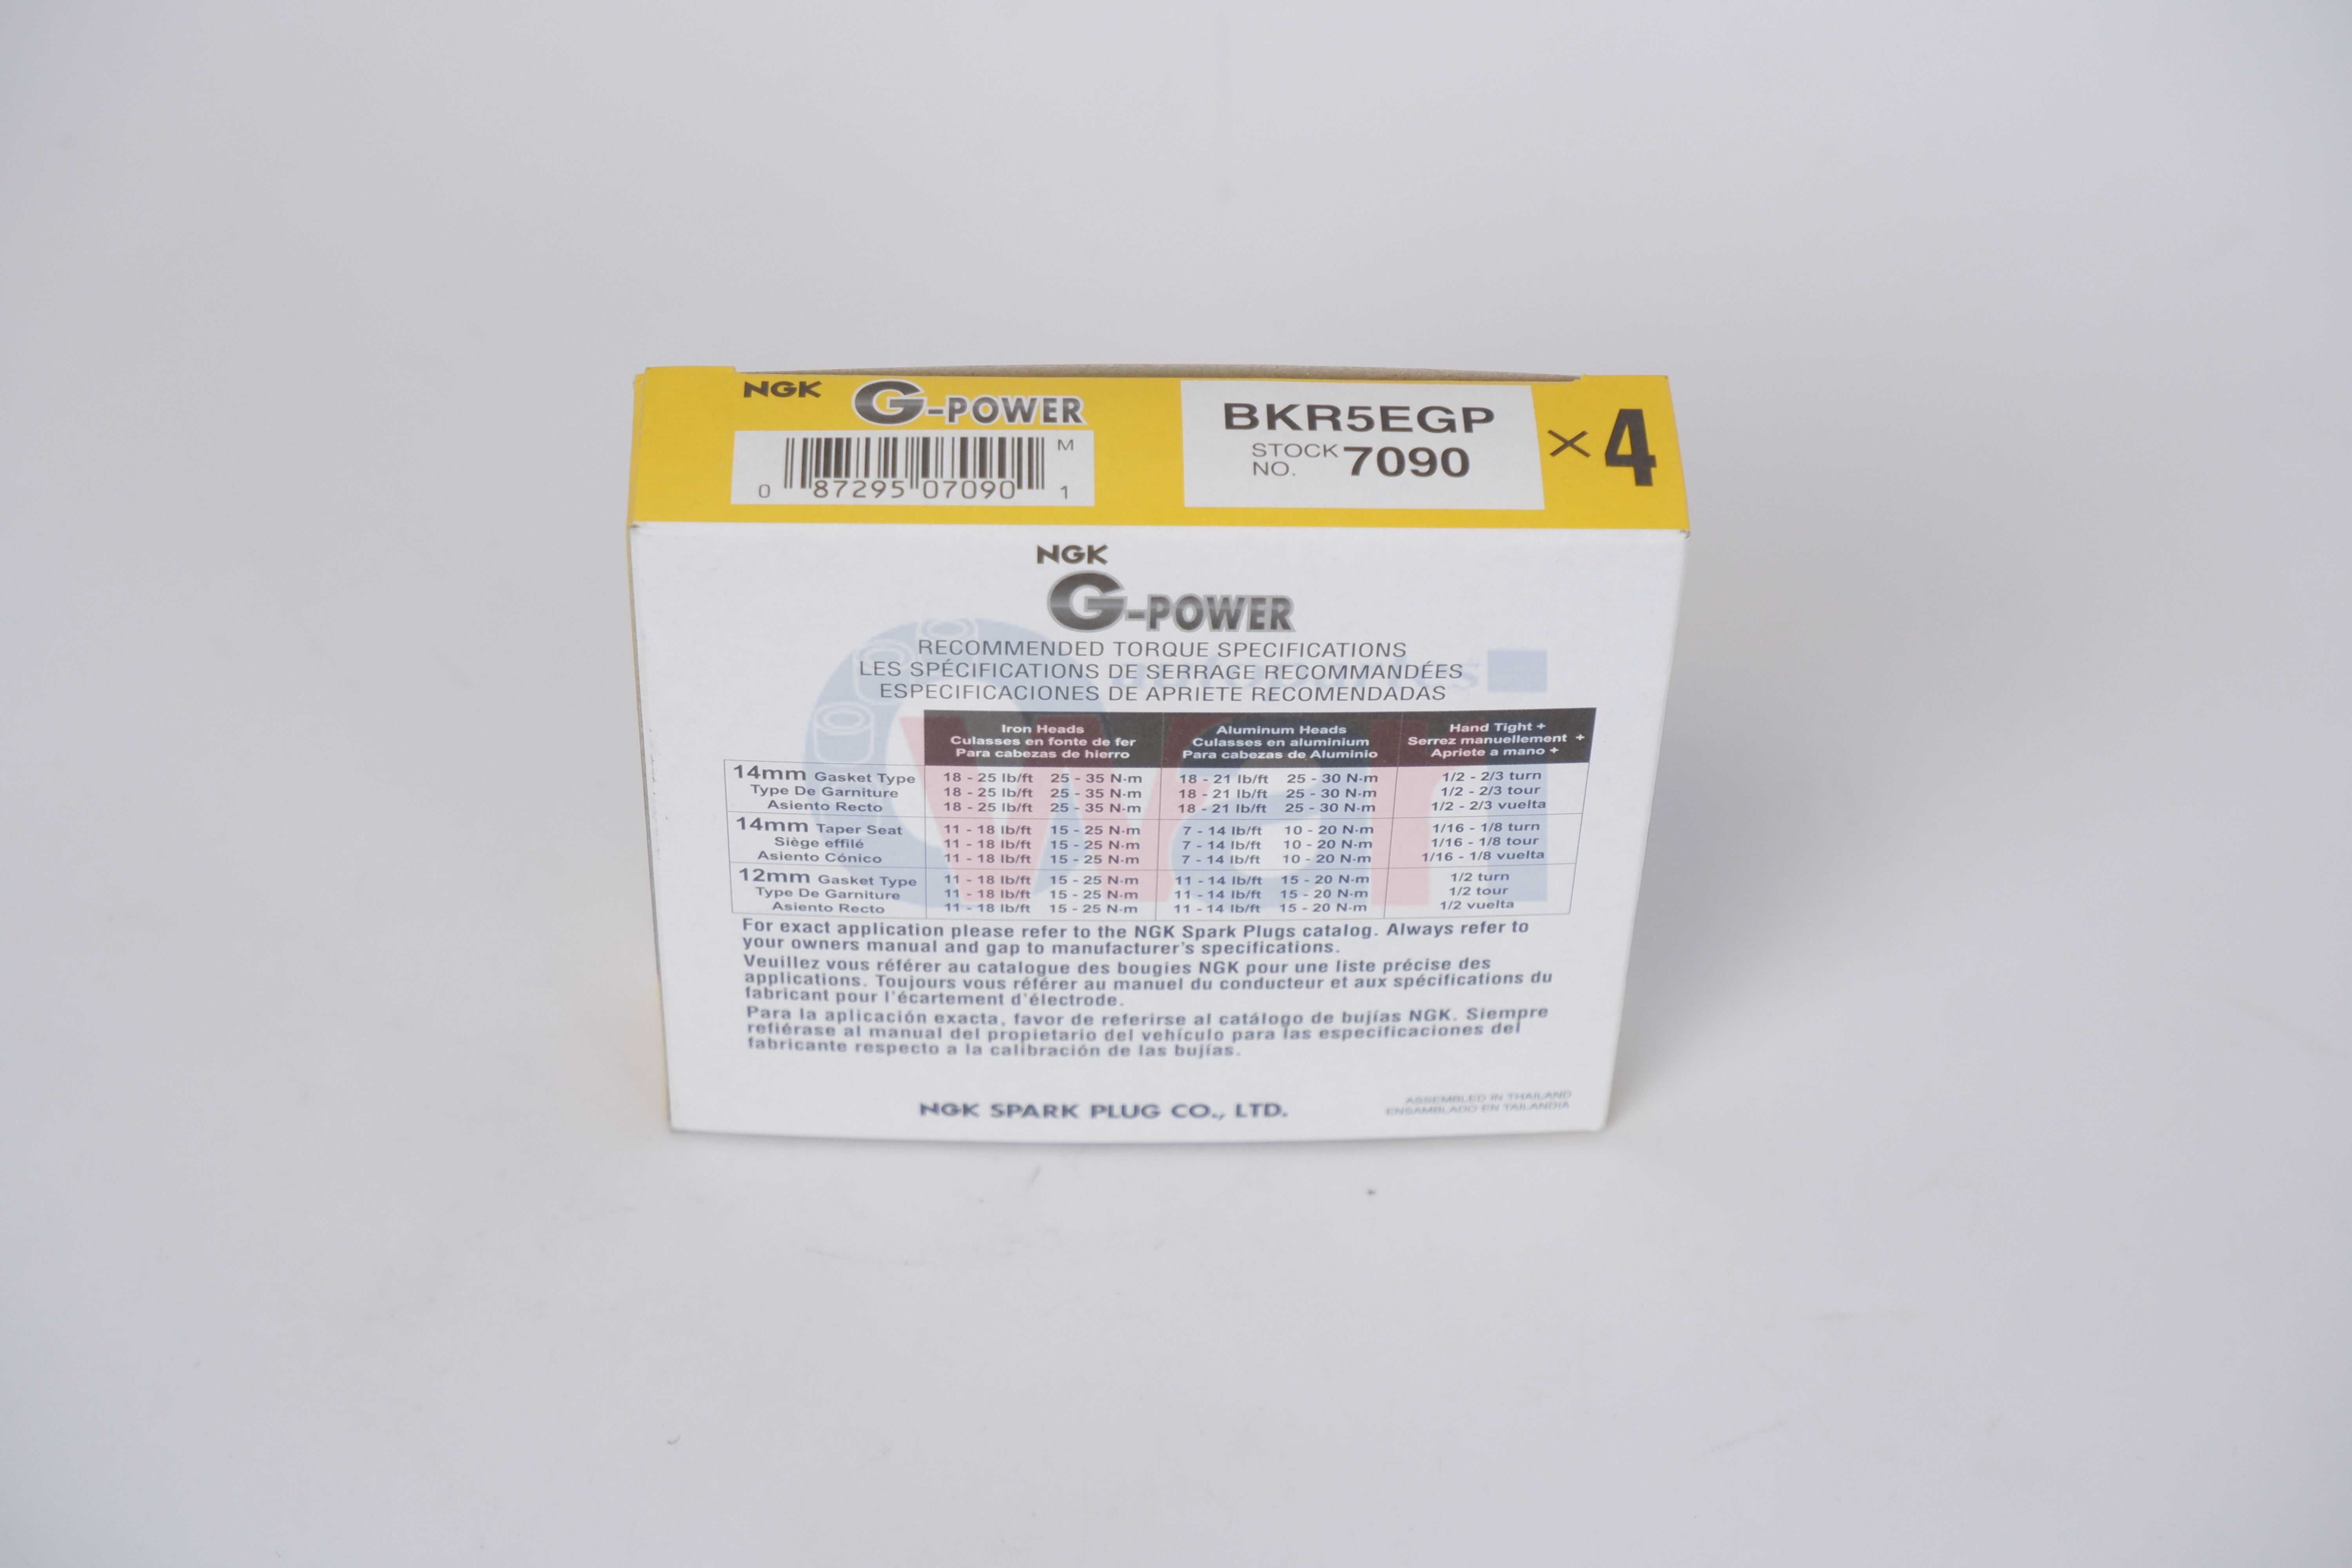 NGK G-POWER
M
0 87295 07090 1
BKR5EGP
STOCK NO. 7090
×4
NGK
G-POWER
RECOMMENDED TORQUE SPECIFICATIONS
LES SPÉCIFICATIONS DE SERRAGE RECOMMANDÉES
ESPECIFICACIONES DE APRIETE RECOMENDADAS
Iron Heads Aluminum Heads Hand Tight +
Culasses en fonte de fer Culasses en aluminium Serrez manuellement +
Para cabezas de hierro Para cabezas de Aluminio Apriete a mano +
14mm Gasket Type 18 - 25 lb/ft 25 - 35 N·m 18 - 21 lb/ft 25 - 30 N·m 1/2 - 2/3 turn
Type De Garniture 18 - 25 lb/ft 25 - 35 N·m 18 - 21 lb/ft 25 - 30 N·m 1/2 - 2/3 tour
Asiento Recto 18 - 25 lb/ft 25 - 35 N·m 18 - 21 lb/ft 25 - 30 N·m 1/2 - 2/3 vuelta
14mm Taper Seat 11 - 18 lb/ft 15 - 25 N·m 7 - 14 lb/ft 10 - 20 N·m 1/16 - 1/8 turn
Siège effilé 11 - 18 lb/ft 15 - 25 N·m 7 - 14 lb/ft 10 - 20 N·m 1/16 - 1/8 tour
Asiento Cónico 11 - 18 lb/ft 15 - 25 N·m 7 - 14 lb/ft 10 - 20 N·m 1/16 - 1/8 vuelta
12mm Gasket Type 11 - 18 lb/ft 15 - 25 N·m 11 - 14 lb/ft 15 - 20 N·m 1/2 turn
Type De Garniture 11 - 18 lb/ft 15 - 25 N·m 11 - 14 lb/ft 15 - 20 N·m 1/2 tour
Asiento Recto 11 - 18 lb/ft 15 - 25 N·m 11 - 14 lb/ft 15 - 20 N·m 1/2 vuelta
For exact application please refer to the NGK Spark Plugs catalog. Always refer to
your owners manual and gap to manufacturer's specifications.
Veuillez vous référer au catalogue des bougies NGK pour une liste précise des
applications. Toujours vous référer au manuel du conducteur et aux spécifications du
fabricant pour l'écartement d'électrode.
Para la aplicación exacta, favor de referirse al catálogo de bujías NGK. Siempre
refiérase al manual del propietario del vehículo para las especificaciones del
fabricante respecto a la calibración de las bujías.
NGK SPARK PLUG CO., LTD.
ASSEMBLED IN THAILAND
ENSAMBLADO EN TAILANDIA